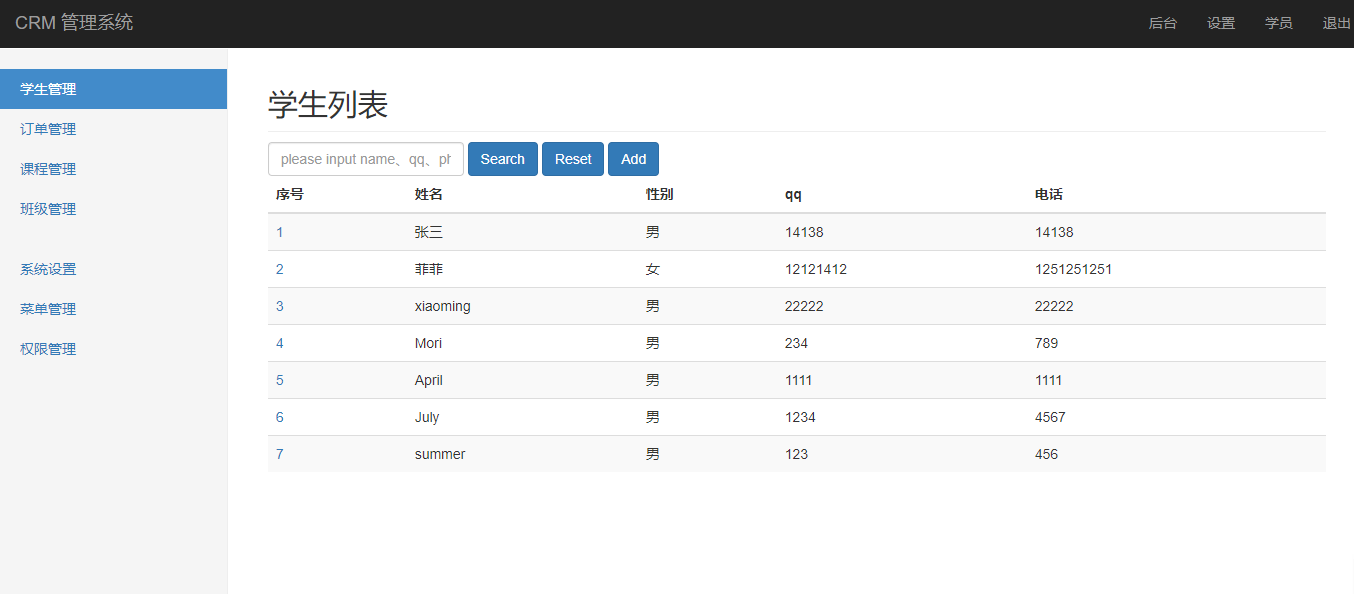 CRM 管理系统 后台 设置 学员 退出
学生管理
订单管理
课程管理
班级管理
系统设置
菜单管理
权限管理
学生列表
please input name、qq、ph Search Reset Add
序号 姓名 性别 qq 电话
1 张三 男 14138 14138
2 菲菲 女 12121412 1251251251
3 xiaoming 男 22222 22222
4 Mori 男 234 789
5 April 男 1111 1111
6 July 男 1234 4567
7 summer 男 123 456